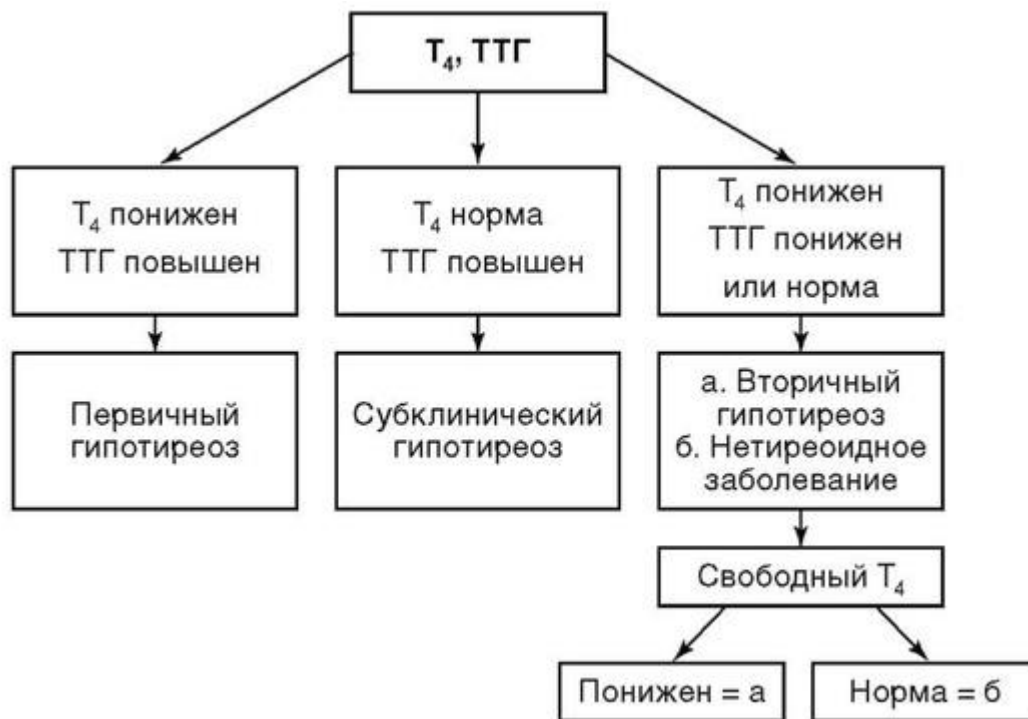 T₄, ТТГ
T₄ понижен
ТТГ повышен
T₄ норма
ТТГ повышен
T₄ понижен
ТТГ понижен
или норма
Первичный
гипотиреоз
Субклинический
гипотиреоз
а. Вторичный
гипотиреоз
б. Нетиреоидное
заболевание
Свободный T₄
Понижен = а
Норма = б